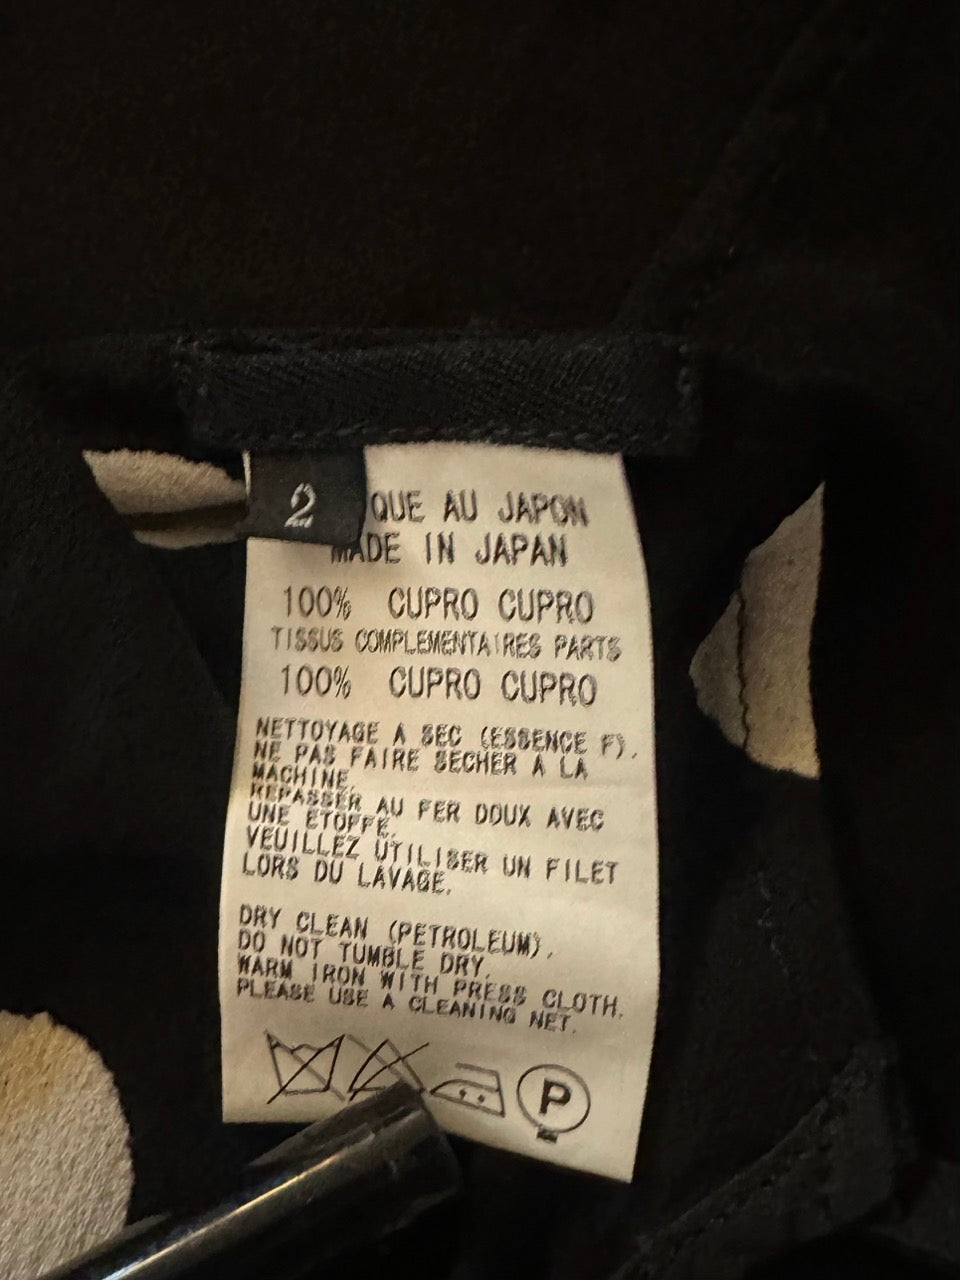 2
QUE AU JAPON
MADE IN JAPAN
100% CUPRO CUPRO
TISSUS COMPLEMENTAIRES PARTS
100% CUPRO CUPRO
NETTOYAGE A SEC (ESSENCE F).
NE PAS FAIRE SECHER A LA
MACHINE.
REPASSER AU FER DOUX AVEC
UNE ETOFFE.
VEUILLEZ UTILISER UN FILET
LORS DU LAVAGE.
DRY CLEAN (PETROLEUM).
DO NOT TUMBLE DRY.
WARM IRON WITH PRESS CLOTH.
PLEASE USE A CLEANING NET.
P